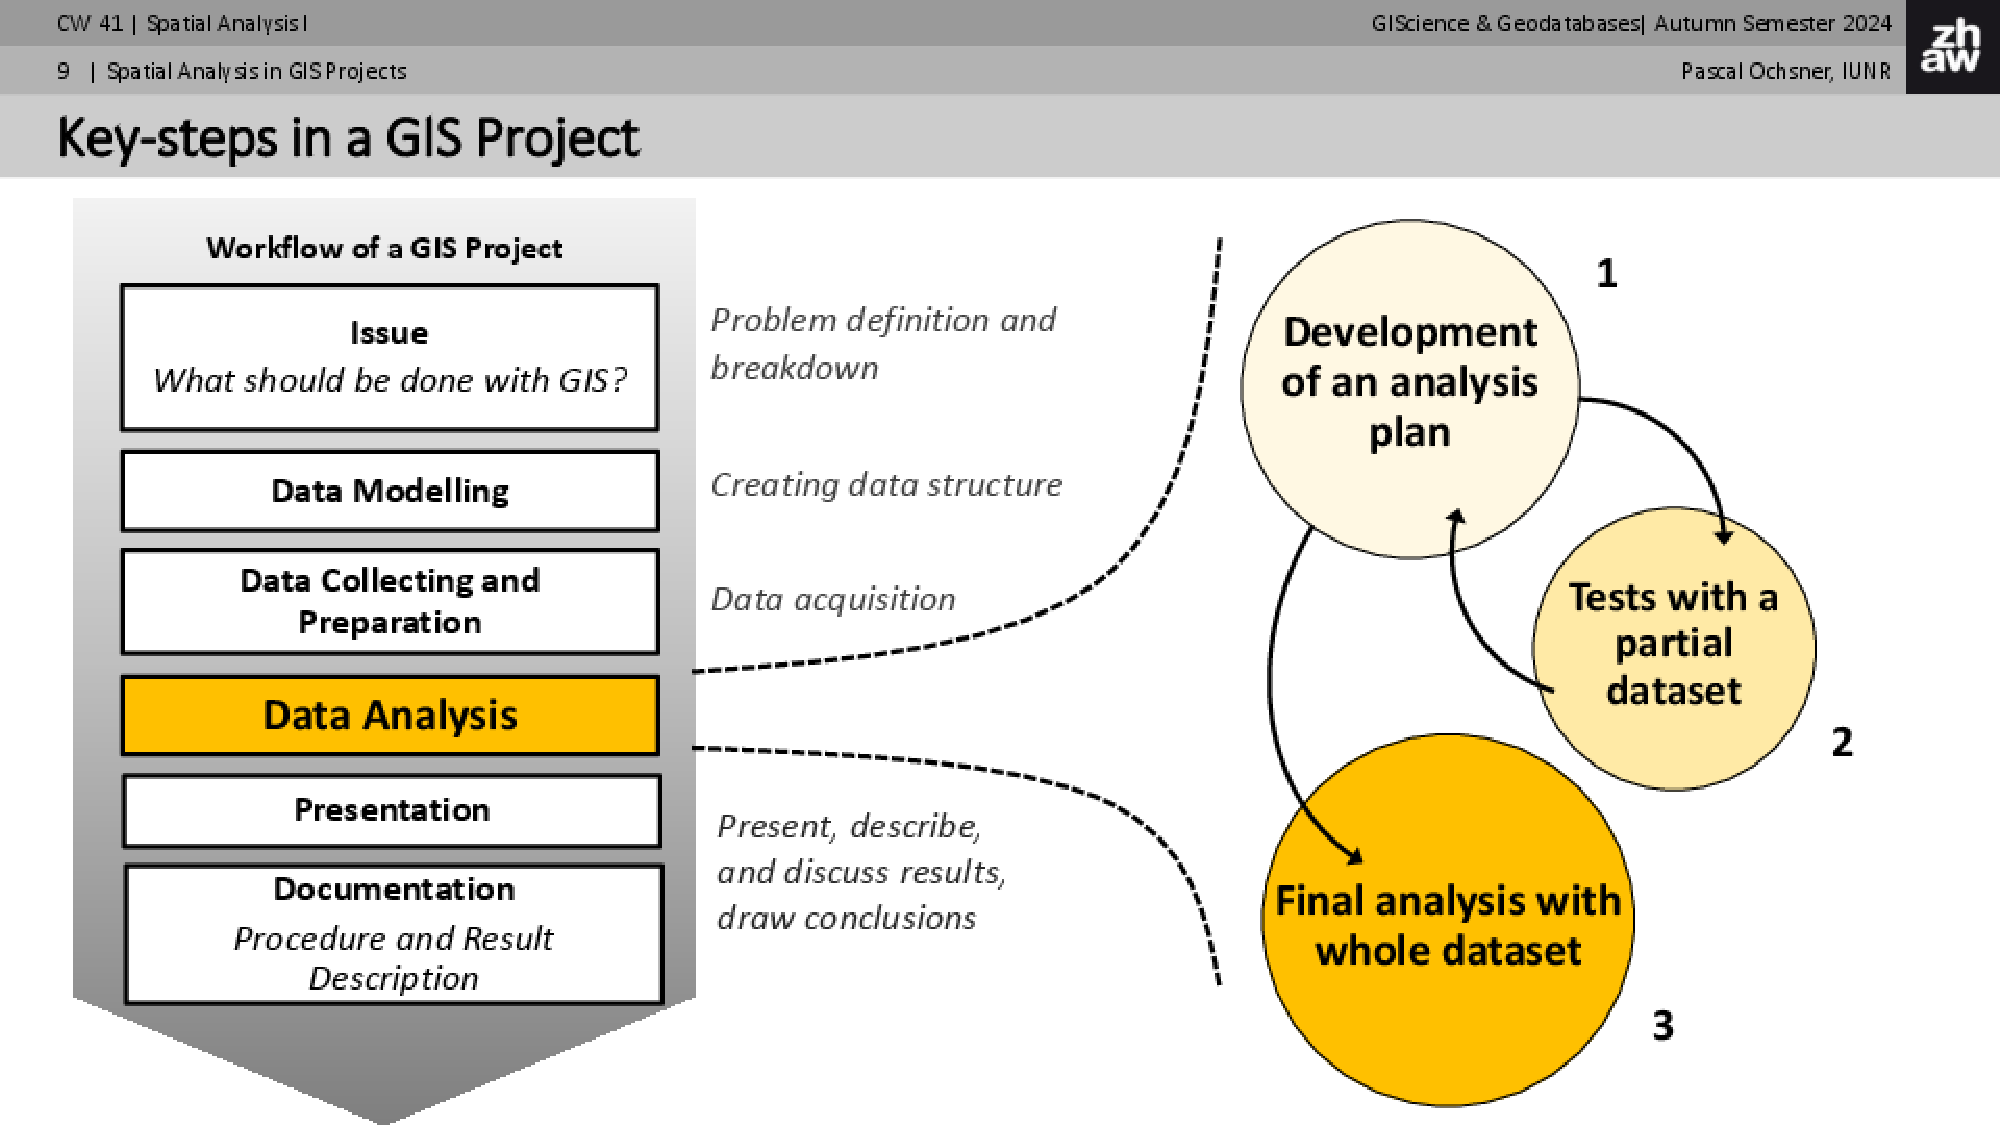 CW 41 | Spatial Analysis I
GIScience & Geodatabases| Autumn Semester 2024
9 | Spatial Analysis in GIS Projects
Pascal Ochsner, IUNR
zh
aw
Key-steps in a GIS Project
Workflow of a GIS Project
Issue
What should be done with GIS?
Data Modelling
Data Collecting and
Preparation
Data Analysis
Presentation
Documentation
Procedure and Result
Description
Problem definition and
breakdown
Creating data structure
Data acquisition
Present, describe,
and discuss results,
draw conclusions
1
Development
of an analysis
plan
Tests with a
partial
dataset
2
Final analysis with
whole dataset
3